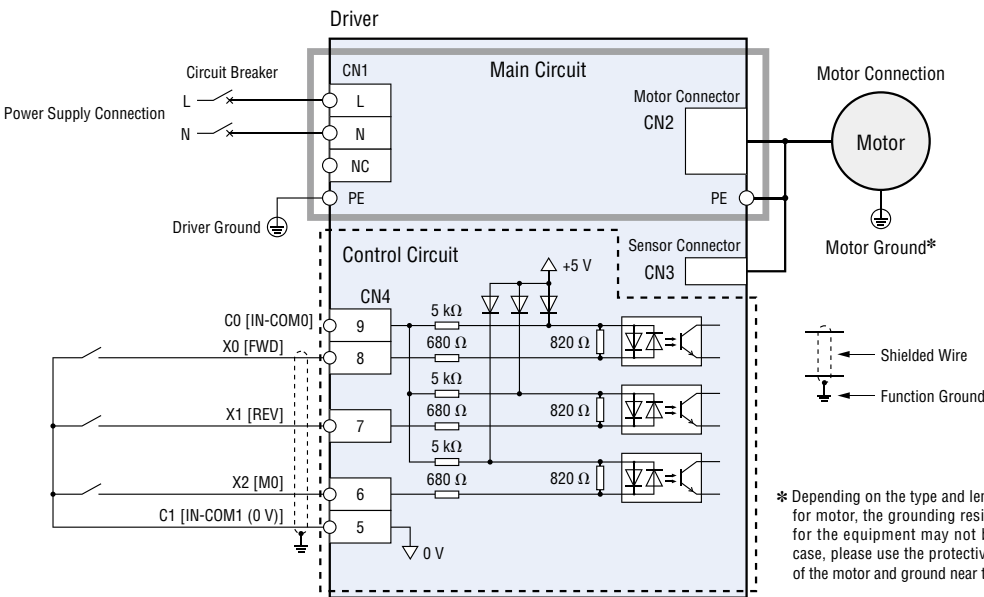 Driver
Main Circuit
Circuit Breaker
CN1
Motor Connection
Power Supply Connection
L
L
Motor Connector
CN2
N
N
Motor
NC
PE
PE
Driver Ground
Motor Ground*
Control Circuit
Sensor Connector
CN3
+5 V
CN4
C0 [IN-COM0]
9
5 kΩ
X0 [FWD]
8
680 Ω
820 Ω
Shielded Wire
5 kΩ
Function Ground
X1 [REV]
7
680 Ω
820 Ω
5 kΩ
X2 [M0]
6
680 Ω
820 Ω
C1 [IN-COM1 (0 V)]
5
0 V
* Depending on the type and
for motor, the grounding
for the equipment may not
case, please use the
of the motor and ground near